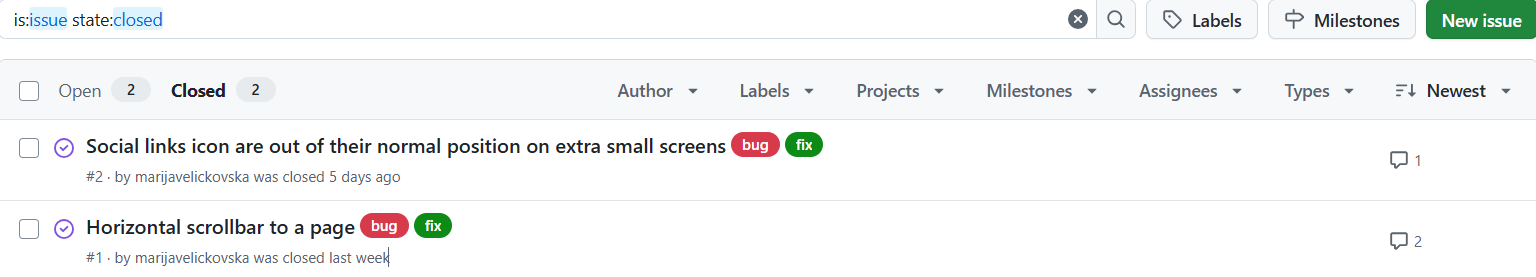 is:issue state:closed
Labels
Milestones
New issue
Open 2 Closed 2 Author Labels Projects Milestones Assignees Types Newest
Social links icon are out of their normal position on extra small screens bug fix
#2 · by marijavelickovska was closed 5 days ago
1
Horizontal scrollbar to a page bug fix
#1 · by marijavelickovska was closed last week
2